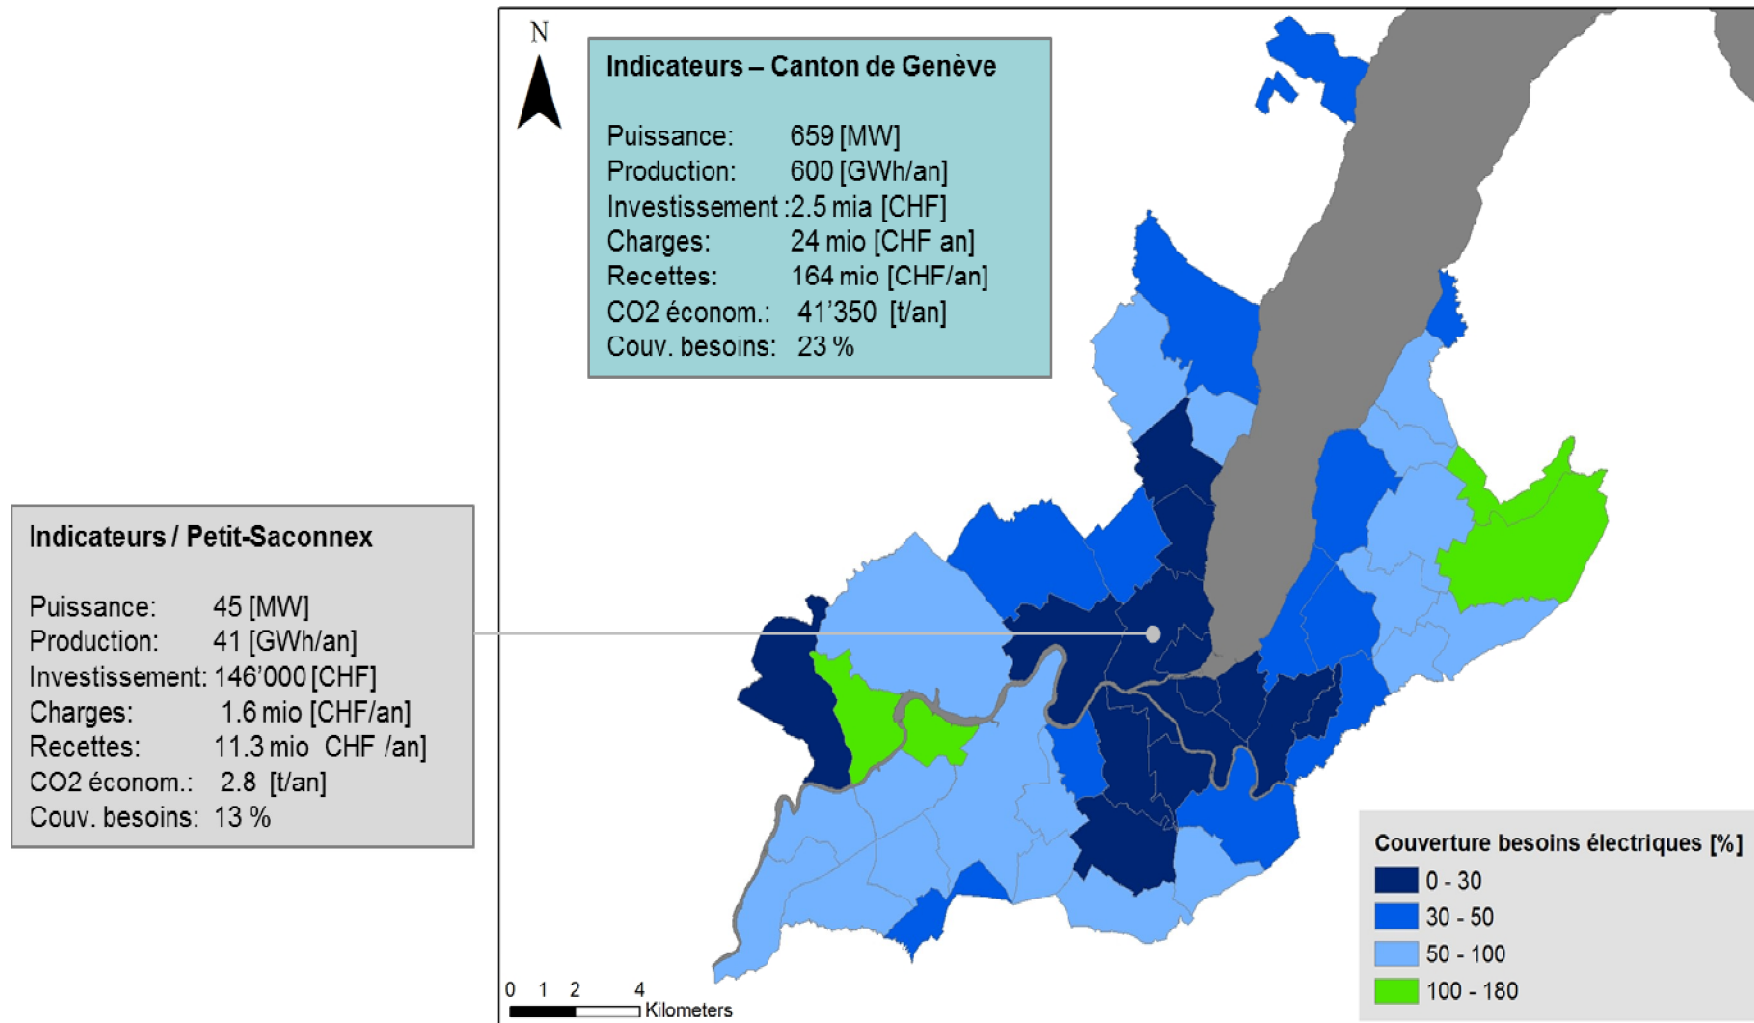 N
Indicateurs – Canton de Genève
Puissance: 659 [MW]
Production: 600 [GWh/an]
Investissement :2.5 mia [CHF]
Charges: 24 mio [CHF an]
Recettes: 164 mio [CHF/an]
CO2 économ.: 41’350 [t/an]
Couv. besoins: 23 %
Indicateurs / Petit-Saconnex
Puissance: 45 [MW]
Production: 41 [GWh/an]
Investissement: 146’000 [CHF]
Charges: 1.6 mio [CHF/an]
Recettes: 11.3 mio CHF /an]
CO2 économ.: 2.8 [t/an]
Couv. besoins: 13 %
Couverture besoins électriques [%]
0 - 30
30 - 50
50 - 100
100 - 180
0 1 2 4
Kilometers